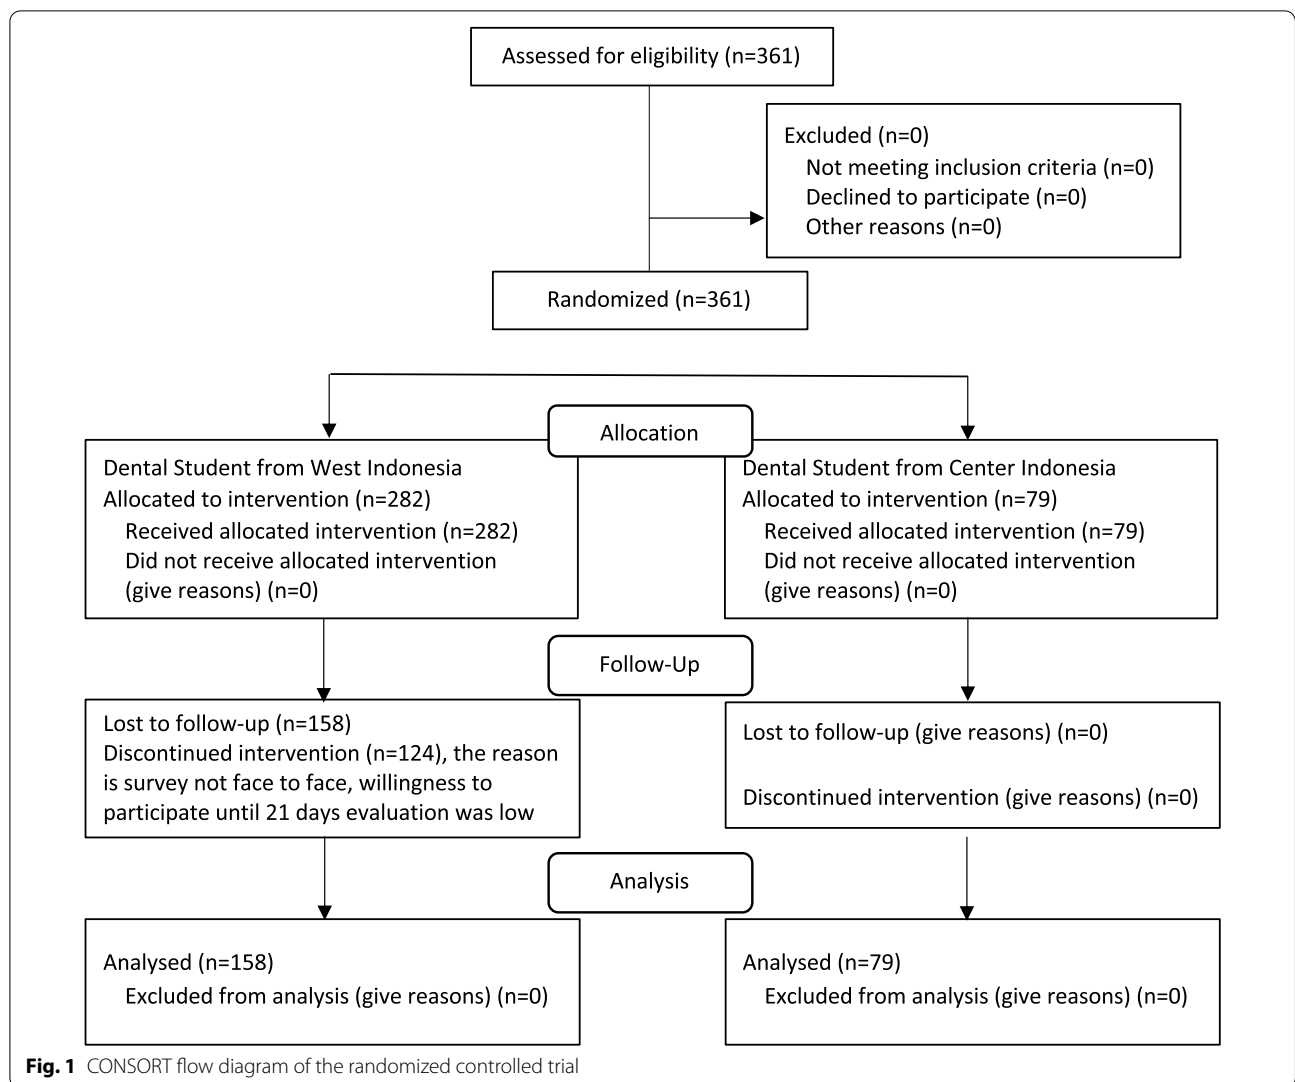 Assessed for eligibility (n=361)
Excluded (n=0)
Not meeting inclusion criteria (n=0)
Declined to participate (n=0)
Other reasons (n=0)
Randomized (n=361)
Allocation
Dental Student from West Indonesia
Allocated to intervention (n=282)
Received allocated intervention (n=282)
Did not receive allocated intervention
(give reasons) (n=0)
Dental Student from Center Indonesia
Allocated to intervention (n=79)
Received allocated intervention (n=79)
Did not receive allocated intervention
(give reasons) (n=0)
Follow-Up
Lost to follow-up (n=158)
Discontinued intervention (n=124), the reason
is survey not face to face, willingness to
participate until 21 days evaluation was low
Lost to follow-up (give reasons) (n=0)
Discontinued intervention (give reasons) (n=0)
Analysis
Analysed (n=158)
Excluded from analysis (give reasons) (n=0)
Analysed (n=79)
Excluded from analysis (give reasons) (n=0)
Fig. 1 CONSORT flow diagram of the randomized controlled trial